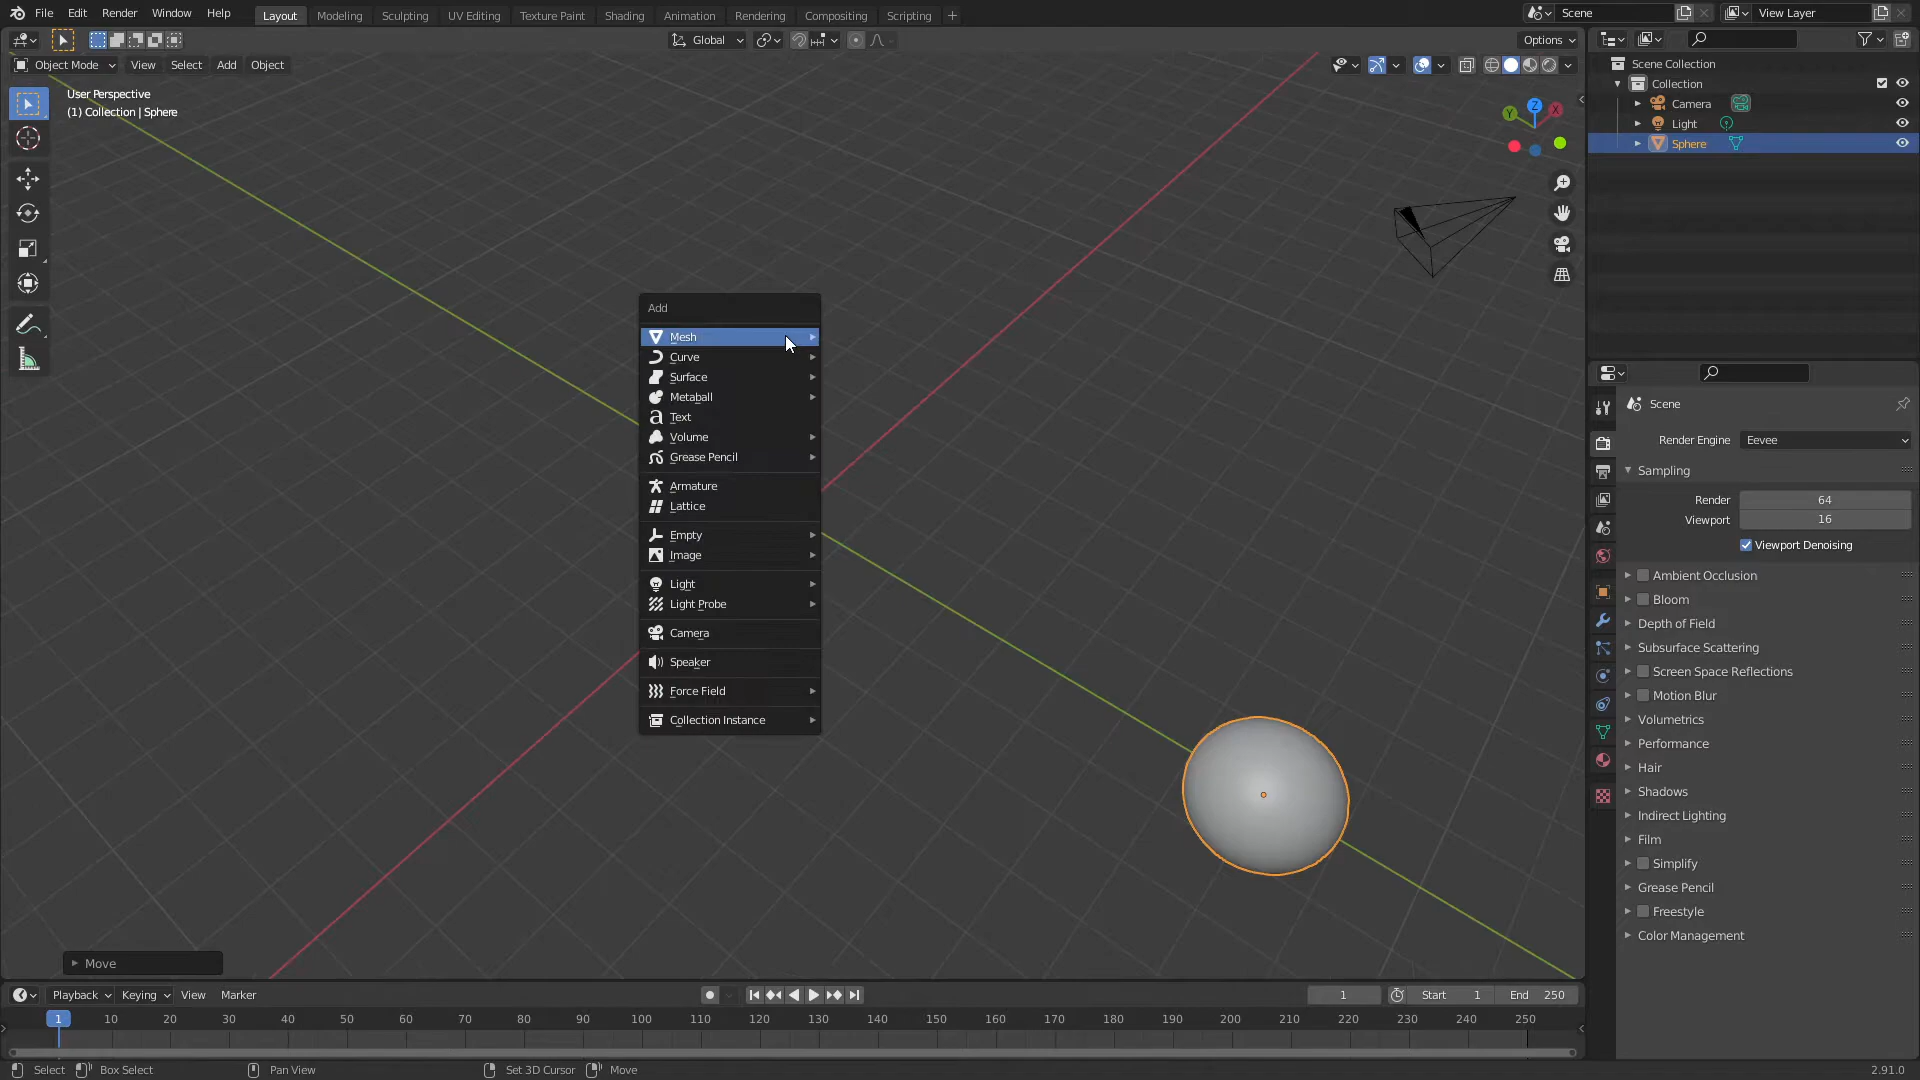 File Edit Render Window Help Layout Modeling Sculpting UV Editing Texture Paint Shading Animation Rendering Compositing Scripting + Scene View Layer
Global Options
Object Mode View Select Add Object
User Perspective
(1) Collection | Sphere
Z
Y
X
Scene Collection
Collection
Camera
Light
Sphere
Add
Mesh
Curve
Surface
Metaball
Text
Volume
Grease Pencil
Armature
Lattice
Empty
Image
Light
Light Probe
Camera
Speaker
Force Field
Collection Instance
Scene
Render Engine Eevee
Sampling
Render 64
Viewport 16
Viewport Denoising
Ambient Occlusion
Bloom
Depth of Field
Subsurface Scattering
Screen Space Reflections
Motion Blur
Volumetrics
Performance
Hair
Shadows
Indirect Lighting
Film
Simplify
Grease Pencil
Freestyle
Color Management
Move
Playback Keying View Marker 1 Start 1 End 250
1 10 20 30 40 50 60 70 80 90 100 110 120 130 140 150 160 170 180 190 200 210 220 230 240 250
Select Box Select Pan View Set 3D Cursor Move 2.91.0